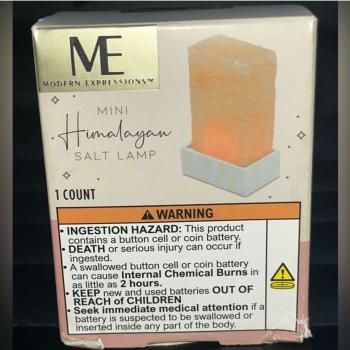 ME
MODERN EXPRESSIONS™
MINI
Himalayan
SALT LAMP
1 COUNT
⚠ WARNING
• INGESTION HAZARD: This product
contains a button cell or coin battery.
• DEATH or serious injury can occur if
ingested.
• A swallowed button cell or coin battery
can cause Internal Chemical Burns in
as little as 2 hours.
• KEEP new and used batteries OUT OF
REACH of CHILDREN
• Seek immediate medical attention if a
battery is suspected to be swallowed or
inserted inside any part of the body.